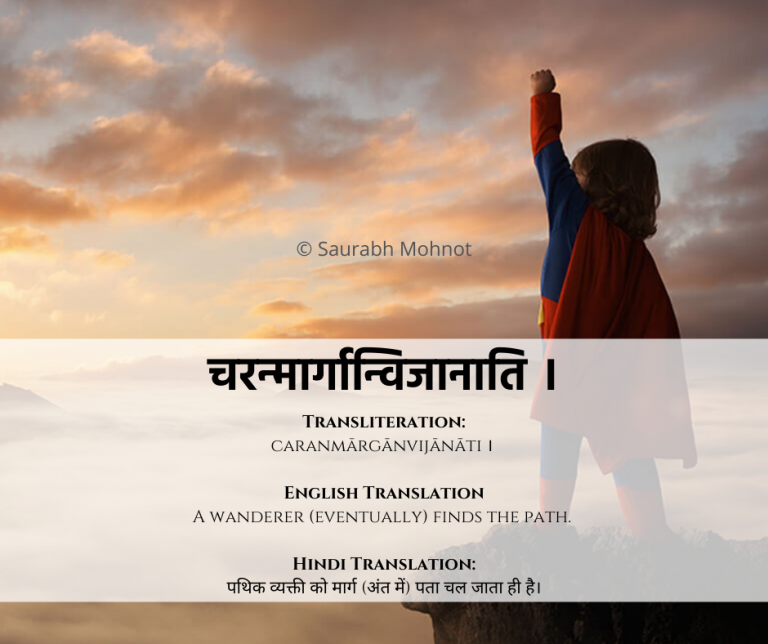 © Saurabh Mohnot
चरन्मार्गान्विजानाति ।
Transliteration:
caranmārgānvijānāti ।
English Translation
A wanderer (eventually) finds the path.
Hindi Translation:
पथिक व्यक्ती को मार्ग (अंत में) पता चल जाता ही है।